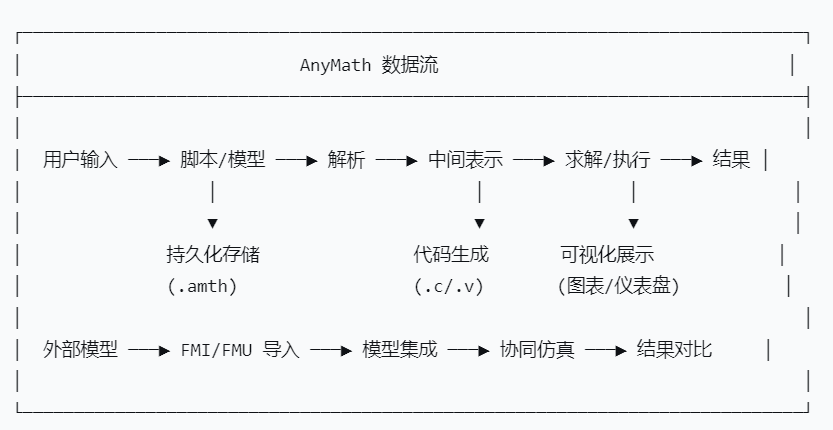 AnyMath 数据流
用户输入 ───▶ 脚本/模型 ───▶ 解析 ───▶ 中间表示 ───▶ 求解/执行 ───▶ 结果
持久化存储 代码生成 可视化展示
(.amth) (.c/.v) (图表/仪表盘)
外部模型 ───▶ FMI/FMU 导入 ───▶ 模型集成 ───▶ 协同仿真 ───▶ 结果对比